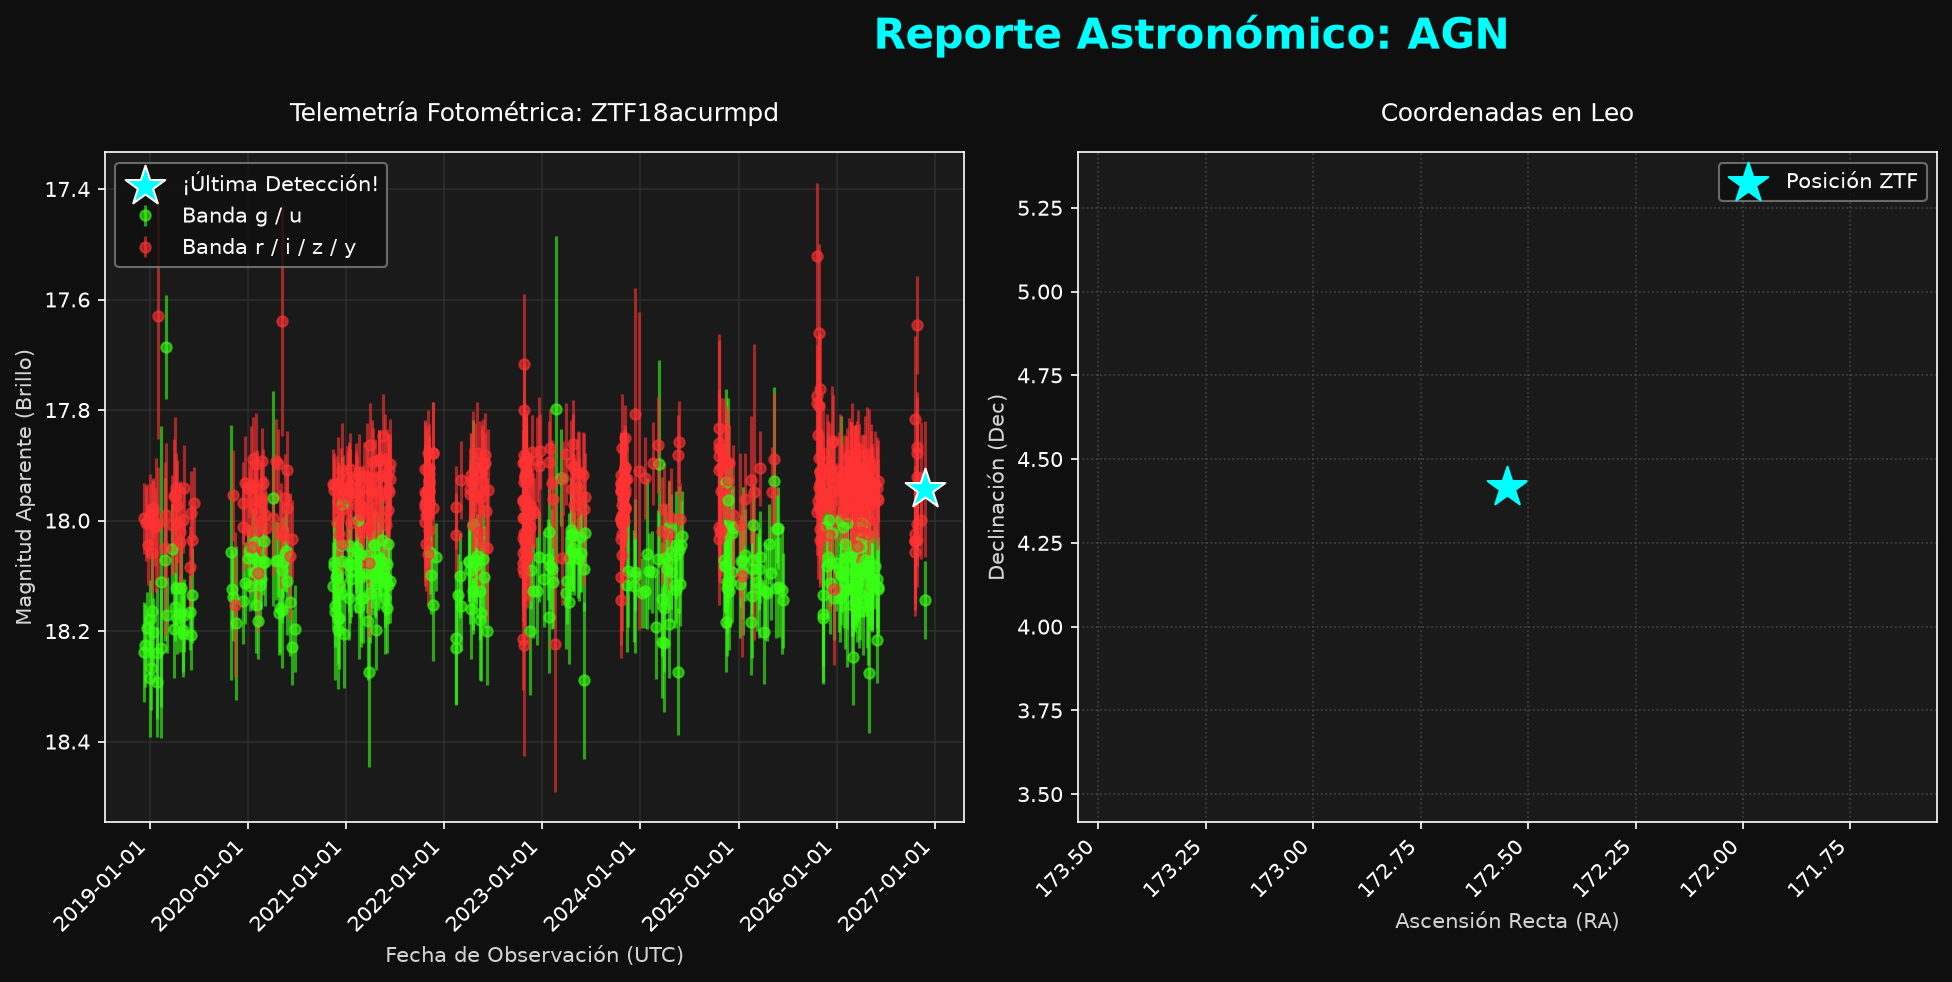 Reporte Astronómico: AGN
Telemetría Fotométrica: ZTF18acurmpd
¡Última Detección!
Banda g / u
Banda r / i / z / y
Magnitud Aparente (Brillo)
17.4
17.6
17.8
18.0
18.2
18.4
2019-01-01
2020-01-01
2021-01-01
2022-01-01
2023-01-01
2024-01-01
2025-01-01
2026-01-01
2027-01-01
Fecha de Observación (UTC)
Coordenadas en Leo
Posición ZTF
Declinación (Dec)
5.25
5.00
4.75
4.50
4.25
4.00
3.75
3.50
173.50
173.25
173.00
172.75
172.50
172.25
172.00
171.75
Ascensión Recta (RA)